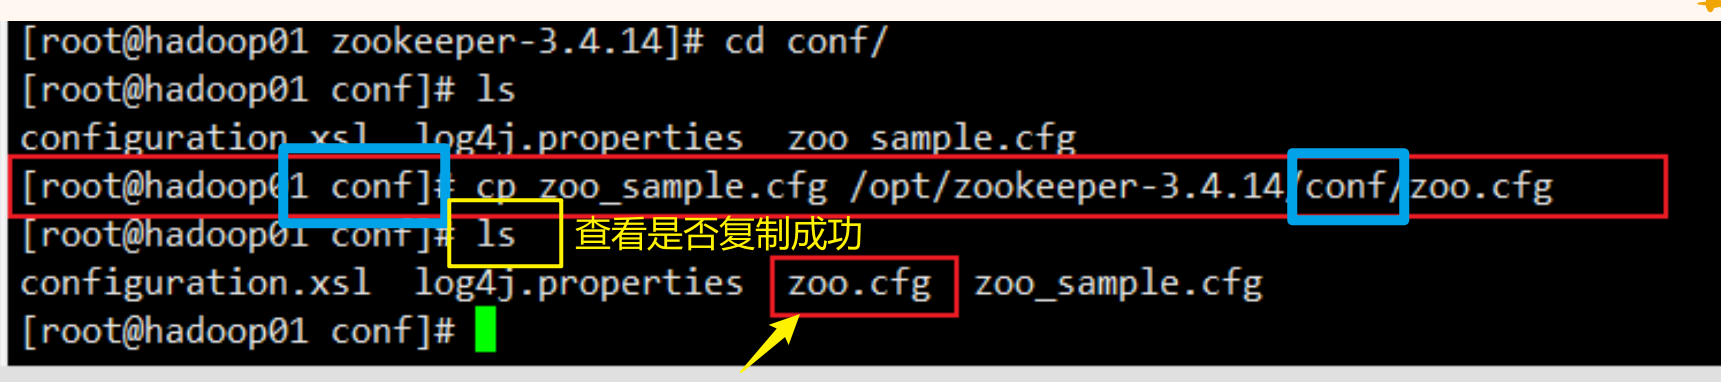 [root@hadoop01 zookeeper-3.4.14]# cd conf/
[root@hadoop01 conf]# ls
configuration.xsl  log4j.properties  zoo_sample.cfg
[root@hadoop01 conf]# cp zoo_sample.cfg /opt/zookeeper-3.4.14/conf/zoo.cfg
[root@hadoop01 conf]# ls 查看是否复制成功
configuration.xsl  log4j.properties  zoo.cfg  zoo_sample.cfg
[root@hadoop01 conf]#